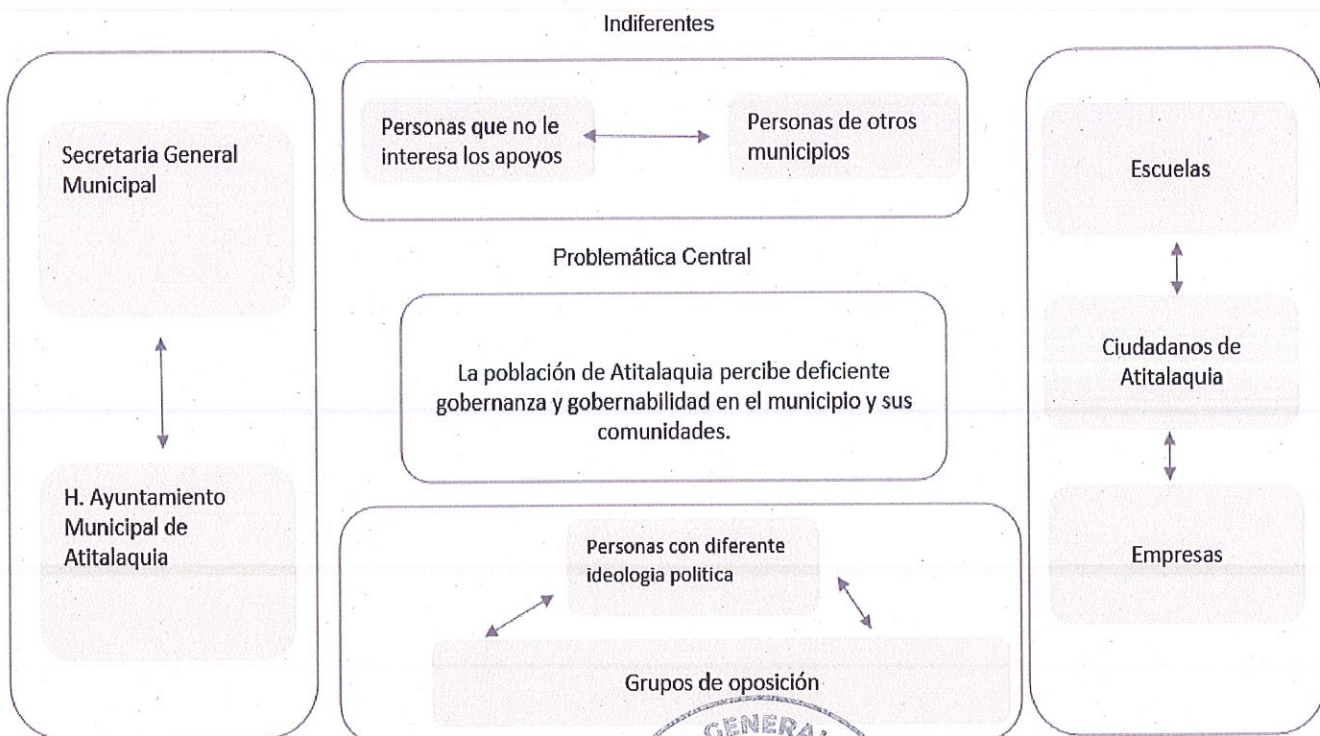 Indiferentes
Secretaria General
Municipal
H. Ayuntamiento
Municipal de
Atitalaquia
Personas que no le
interesa los apoyos
Personas de otros
municipios
Problemática Central
La población de Atitalaquia percibe deficiente
gobernanza y gobernabilidad en el municipio y sus
comunidades.
Personas con diferente
ideologia politica
Grupos de oposición
GENERAL
Escuelas
Ciudadanos de
Atitalaquia
Empresas